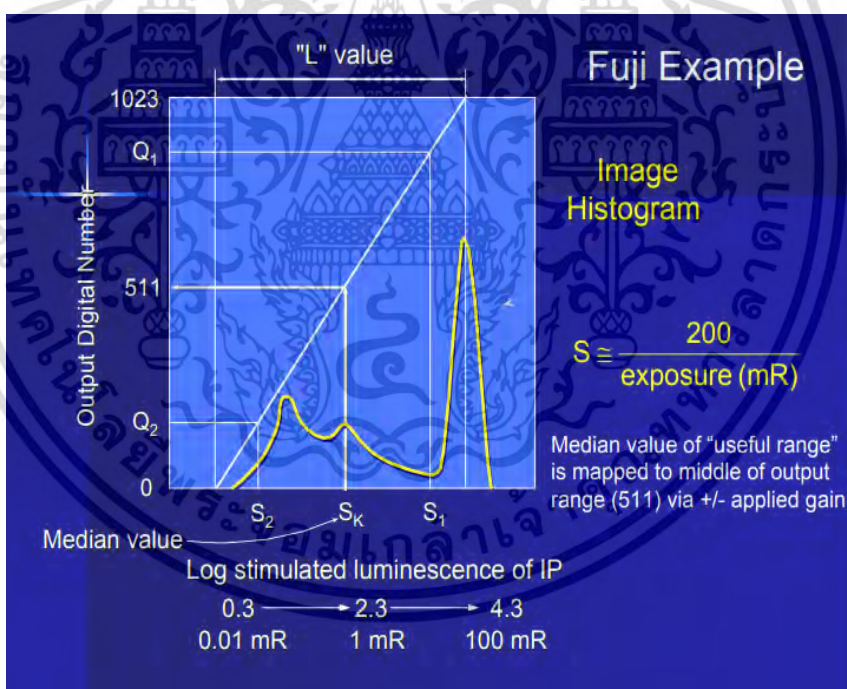 "L" value
Fuji Example
1023
Q₁
Image
Histogram
Output Digital Number
511
S ≅ 200
exposure (mR)
Q₂
Median value of “useful range”
is mapped to middle of output
range (511) via +/- applied gain
0
S₂ Sₖ S₁
Median value
Log stimulated luminescence of IP
0.3 2.3 4.3
0.01 mR 1 mR 100 mR